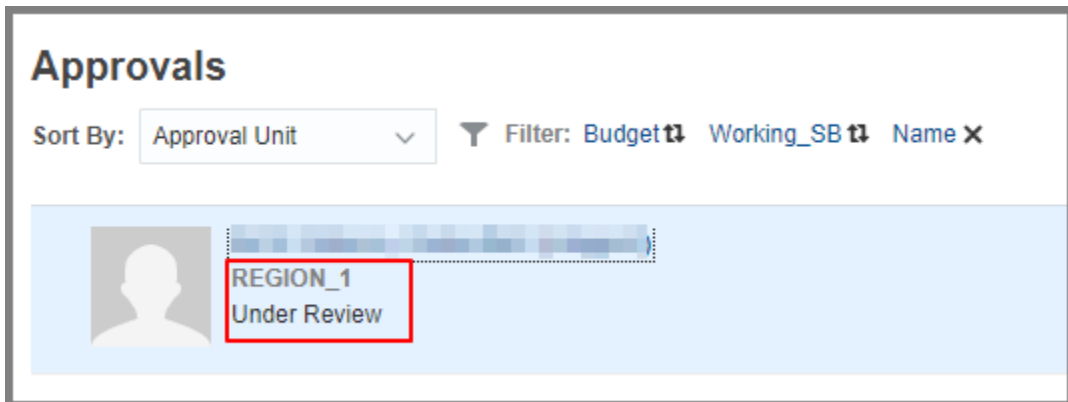 Approvals
Sort By: Approval Unit Filter: Budget Working_SB Name
REGION_1
Under Review